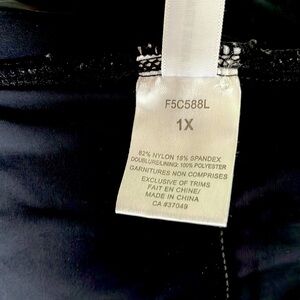 F5C588L
1X
82% NYLON 18% SPANDEX
DOUBLURE/LINING: 100% POLYESTER
GARNITURES NON COMPRISES
EXCLUSIVE OF TRIMS
FAIT EN CHINE/
MADE IN CHINA
CA #37049